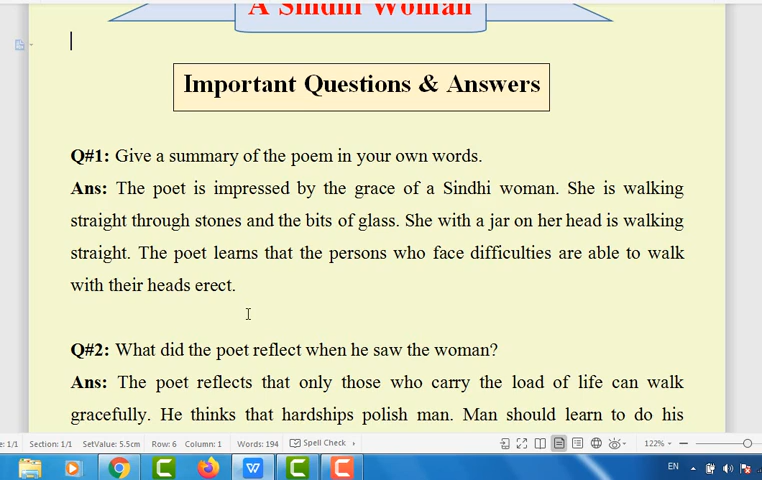 A Sindhi Woman
Important Questions & Answers
Q#1: Give a summary of the poem in your own words.
Ans: The poet is impressed by the grace of a Sindhi woman. She is walking
straight through stones and the bits of glass. She with a jar on her head is walking
straight. The poet learns that the persons who face difficulties are able to walk
with their heads erect.
Q#2: What did the poet reflect when he saw the woman?
Ans: The poet reflects that only those who carry the load of life can walk
gracefully. He thinks that hardships polish man. Man should learn to do his
e: 1/1 Section: 1/1 SetValue: 5.5cm Row: 6 Column: 1 Words: 194 Spell Check 122%
EN